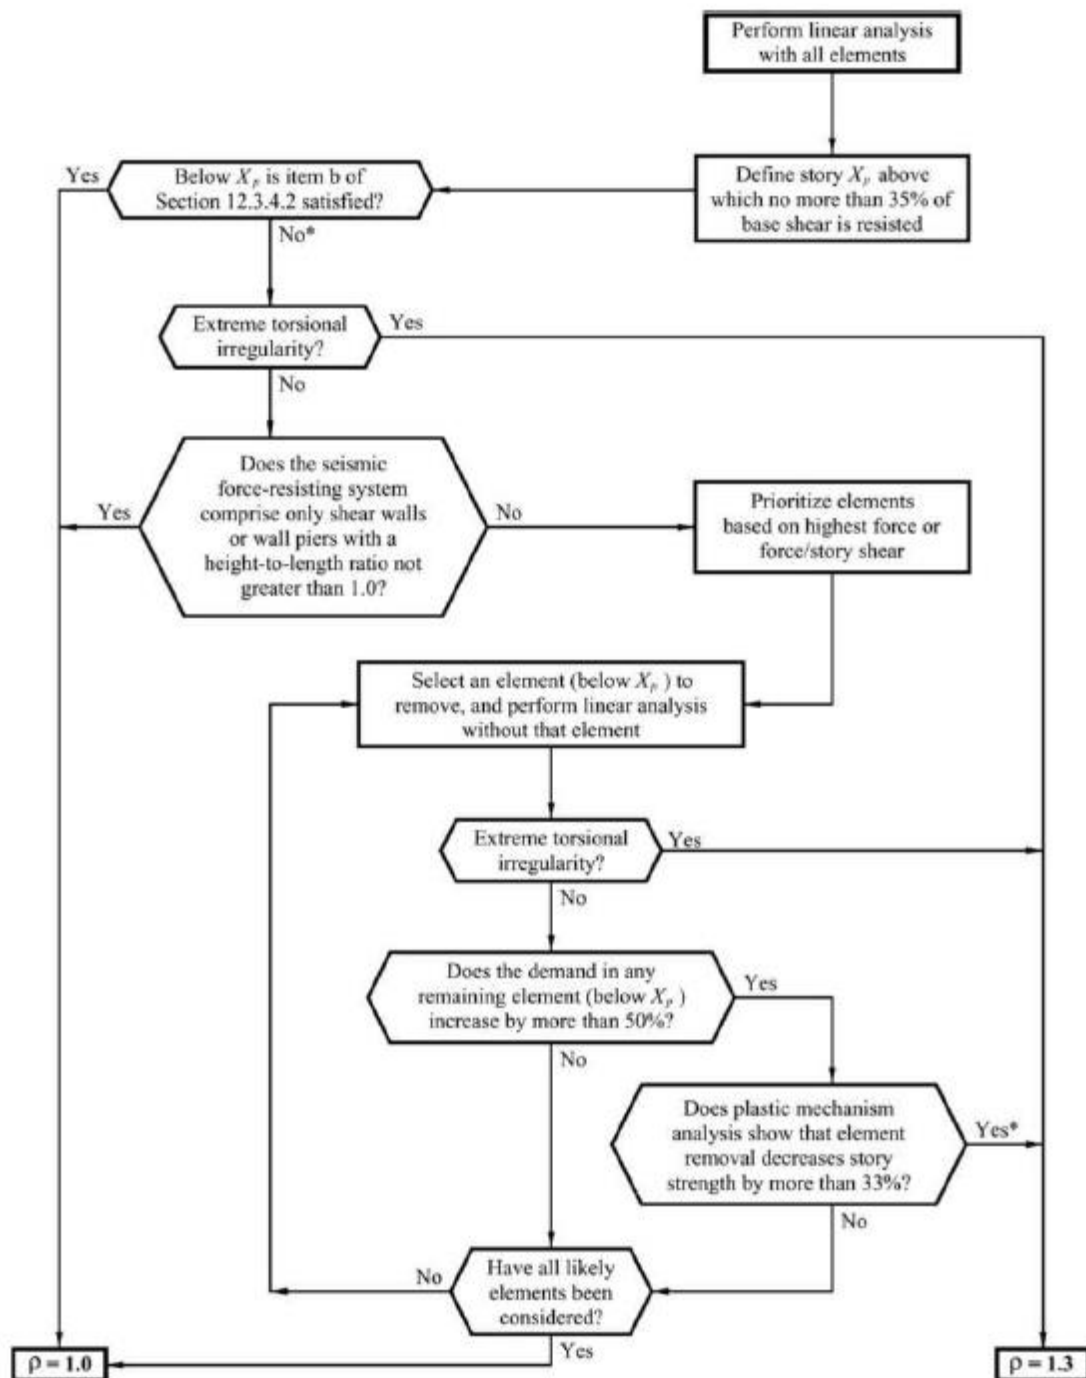 Perform linear analysis
with all elements
Define story Xp above
which no more than 35% of
base shear is resisted
Yes
Below Xp is item b of
Section 12.3.4.2 satisfied?
No*
Extreme torsional
irregularity?
Yes
No
Does the seismic
force-resisting system
comprise only shear walls
or wall piers with a
height-to-length ratio not
greater than 1.0?
Yes
No
Prioritize elements
based on highest force or
force/story shear
Select an element (below Xp) to
remove, and perform linear analysis
without that element
Extreme torsional
irregularity?
Yes
No
Does the demand in any
remaining element (below Xp)
increase by more than 50%?
Yes
No
Does plastic mechanism
analysis show that element
removal decreases story
strength by more than 33%?
Yes*
No
Have all likely
elements been
considered?
No
Yes
ρ = 1.0
ρ = 1.3